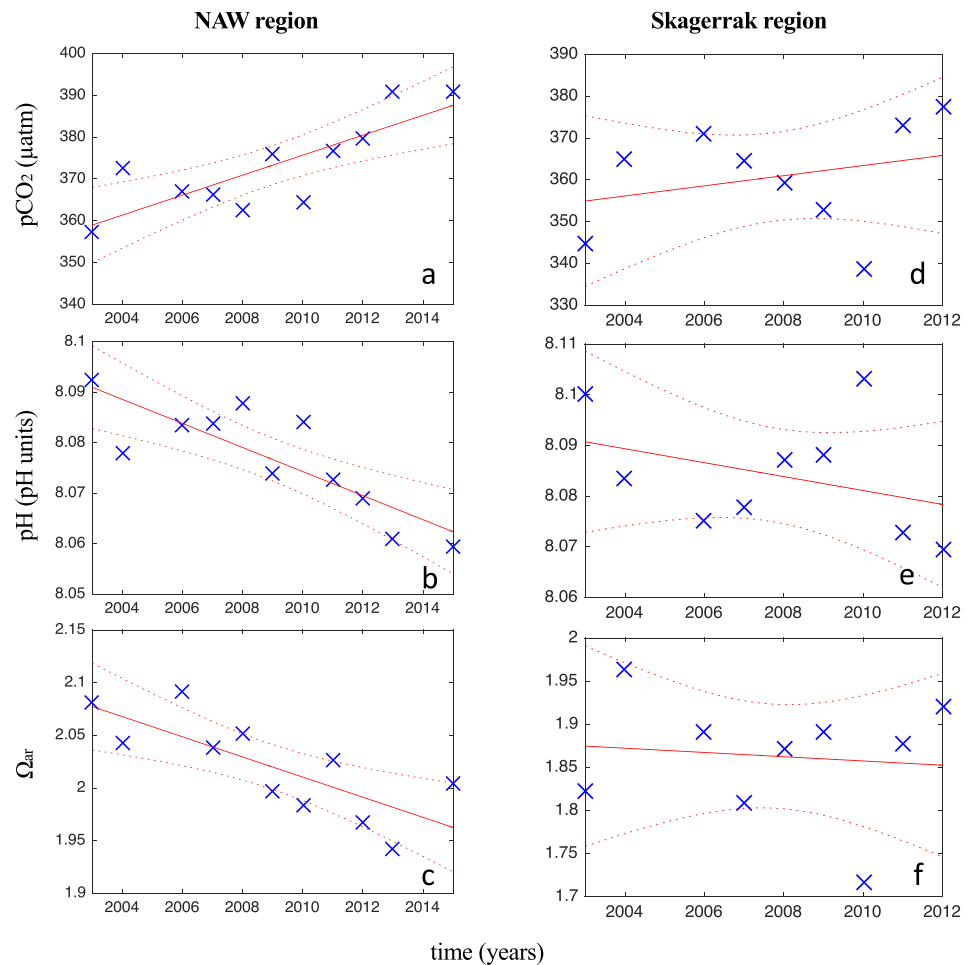 NAW region
Skagerrak region
pCO2 (µatm)
400
390
380
370
360
350
340
2004 2006 2008 2010 2012 2014
a
390
380
370
360
350
340
330
2004 2006 2008 2010 2012
d
pH (pH units)
8.1
8.09
8.08
8.07
8.06
8.05
2004 2006 2008 2010 2012 2014
b
8.11
8.10
8.09
8.08
8.07
8.06
2004 2006 2008 2010 2012
e
Ωar
2.15
2.1
2.05
2
1.95
1.9
2004 2006 2008 2010 2012 2014
c
2
1.95
1.9
1.85
1.8
1.75
1.7
2004 2006 2008 2010 2012
f
time (years)